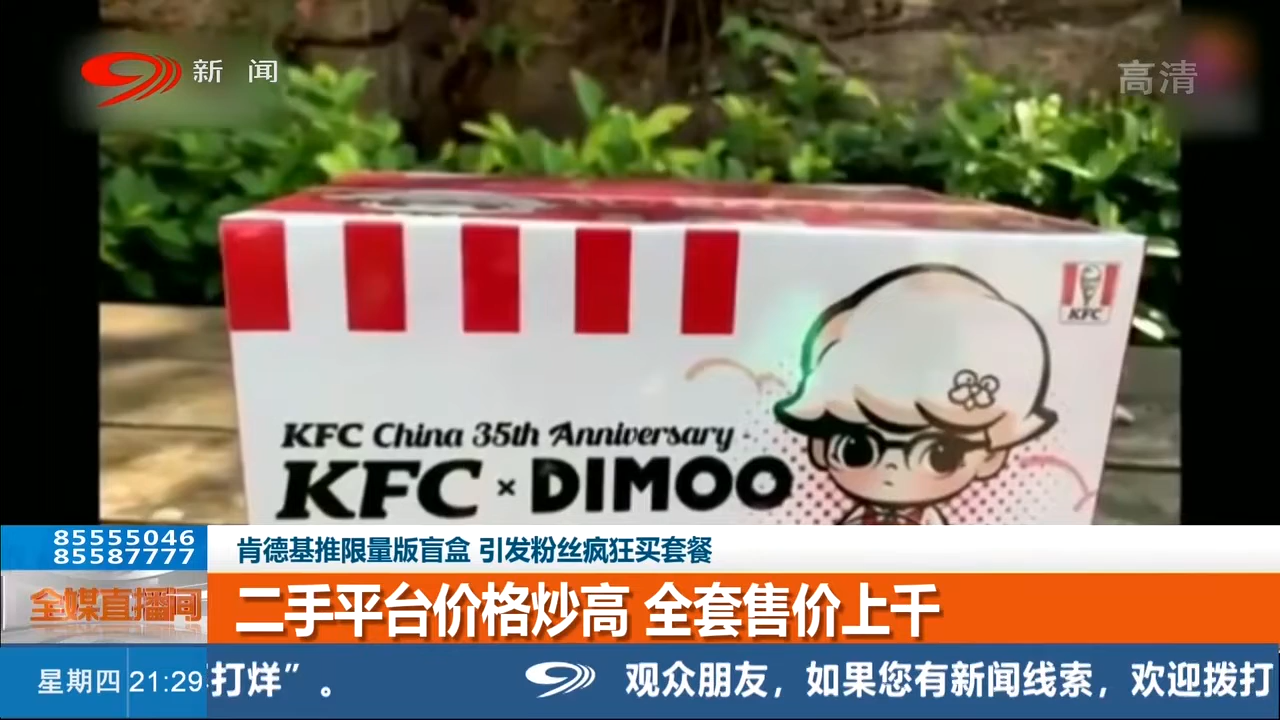 新闻
高清
KFC
KFC China 35th Anniversary
KFC × DIMOO
85555046
85587777
肯德基推限量版盲盒 引发粉丝疯狂买套餐
全媒直播间
二手平台价格炒高 全套售价上千
星期四 21:29
打烊”。
观众朋友，如果您有新闻线索，欢迎拨打